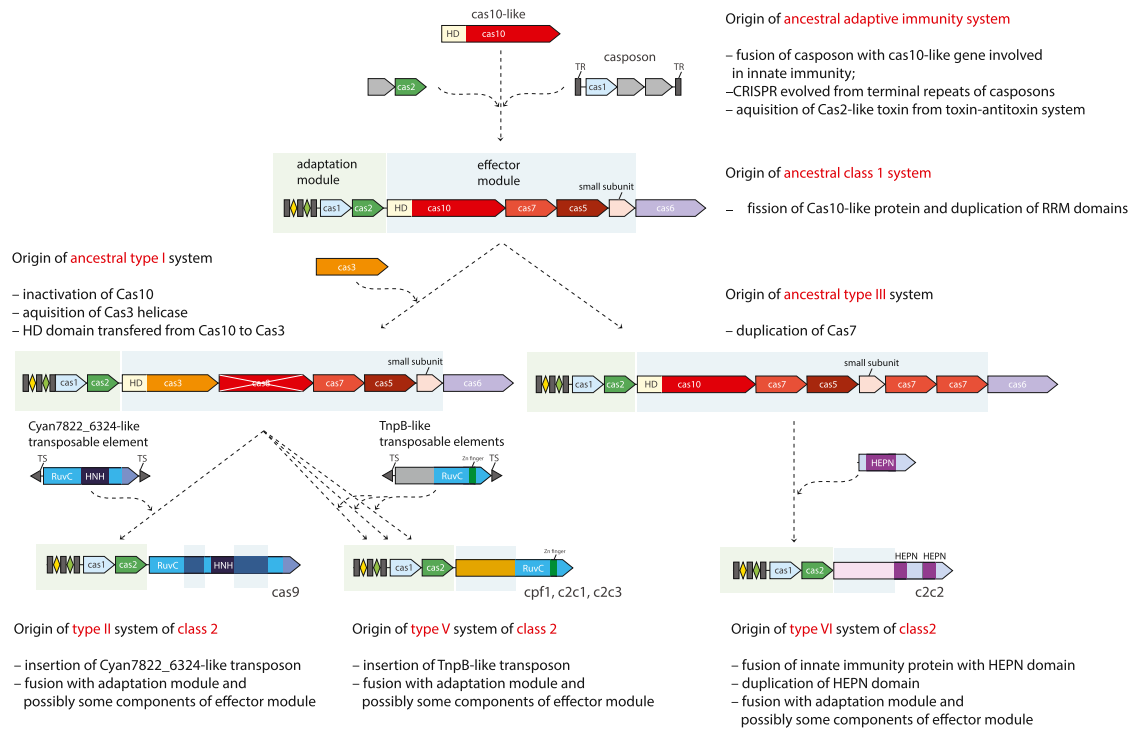 cas10-like
HD
cas10
Origin of ancestral adaptive immunity system
– fusion of casposon with cas10-like gene involved
in innate immunity;
–CRISPR evolved from terminal repeats of casposons
– aquisition of Cas2-like toxin from toxin-antitoxin system
casposon
TR
TR
cas2
cas1
adaptation
module
effector
module
small subunit
cas1
cas2
HD
cas10
cas7
cas5
cas6
Origin of ancestral class 1 system
– fission of Cas10-like protein and duplication of RRM domains
Origin of ancestral type I system
– inactivation of Cas10
– aquisition of Cas3 helicase
– HD domain transfered from Cas10 to Cas3
cas3
Origin of ancestral type III system
– duplication of Cas7
small subunit
cas1
cas2
HD
cas3
cas8
cas7
cas5
cas6
small subunit
cas1
cas2
HD
cas10
cas7
cas5
cas7
cas7
cas6
Cyan7822_6324-like
transposable element
TS
TS
RuvC
HNH
TnpB-like
transposable elements
TS
Zn finger
TS
RuvC
HEPN
cas1
cas2
RuvC
HNH
cas9
Zn finger
cas1
cas2
RuvC
cpf1, c2c1, c2c3
HEPN
HEPN
cas1
cas2
c2c2
Origin of type II system of class 2
– insertion of Cyan7822_6324-like transposon
– fusion with adaptation module and
possibly some components of effector module
Origin of type V system of class 2
– insertion of TnpB-like transposon
– fusion with adaptation module and
possibly some components of effector module
Origin of type VI system of class2
– fusion of innate immunity protein with HEPN domain
– duplication of HEPN domain
– fusion with adaptation module and
possibly some components of effector module